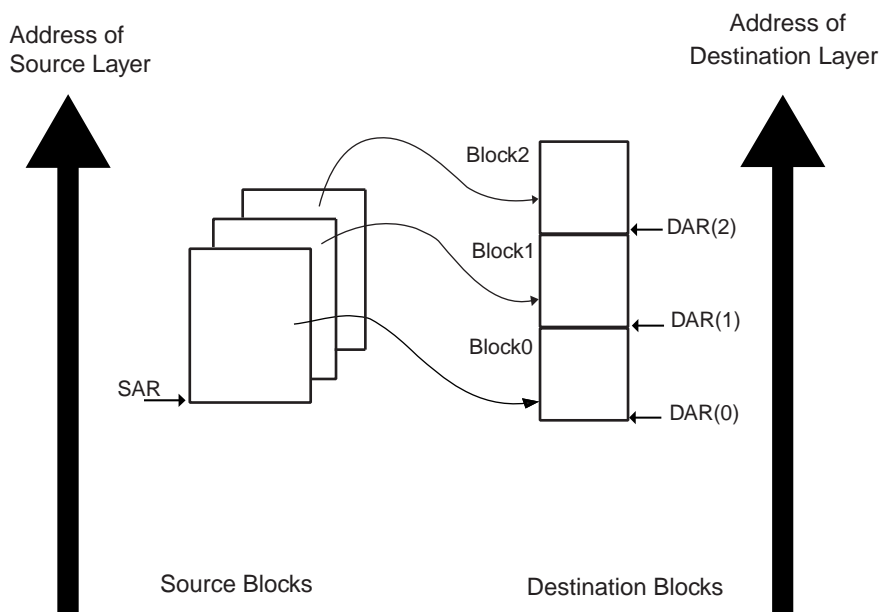 Address of
Source Layer
Address of
Destination Layer
Block2
DAR(2)
Block1
DAR(1)
Block0
SAR
DAR(0)
Source Blocks
Destination Blocks